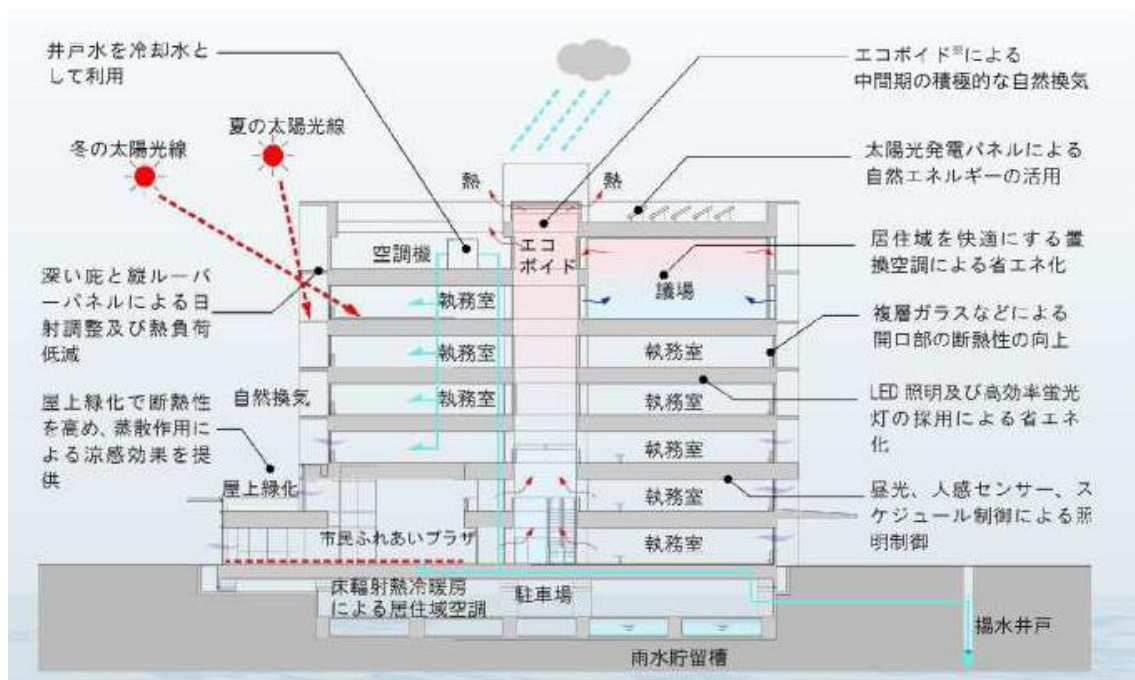 井戸水を冷却水と
して利用
夏の太陽光線
冬の太陽光線
深い庇と縦ルーバ
ーパネルによる日
射調整及び熱負荷
低減
自然換気
屋上緑化で断熱性
を高め、蒸散作用に
よる涼感効果を提
供
屋上緑化
熱
熱
エコ
ボイド
空調機
執務室
執務室
執務室
議場
執務室
執務室
執務室
執務室
執務室
市民ふれあいプラザ
床輻射熱冷暖房
による居住域空調
駐車場
雨水貯留槽
揚水井戸
エコボイド※による
中間期の積極的な自然換気
太陽光発電パネルによる
自然エネルギーの活用
居住域を快適にする置
換空調による省エネ化
複層ガラスなどによる
開口部の断熱性の向上
LED 照明及び高効率蛍光
灯の採用による省エネ
化
昼光、人感センサー、ス
ケジュール制御による照
明制御